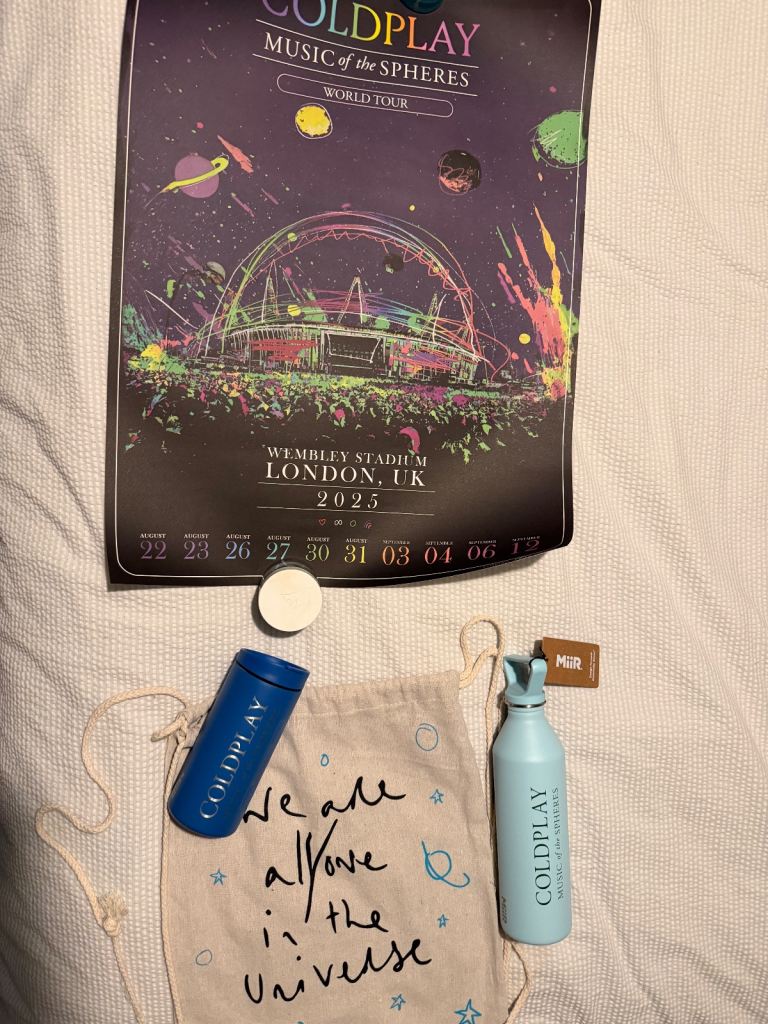 COLDPLAY
MUSIC of the SPHERES
WORLD TOUR
WEMBLEY STADIUM
LONDON, UK
2025
AUGUST AUGUST AUGUST AUGUST AUGUST AUGUST SEPTEMBER SEPTEMBER SEPTEMBER SEPTEMBER
22 23 26 27 30 31 03 04 06 12
MiiR
COLDPLAY
We are
all/one
in the
Universe
COLDPLAY
MUSIC of the SPHERES
MiiR